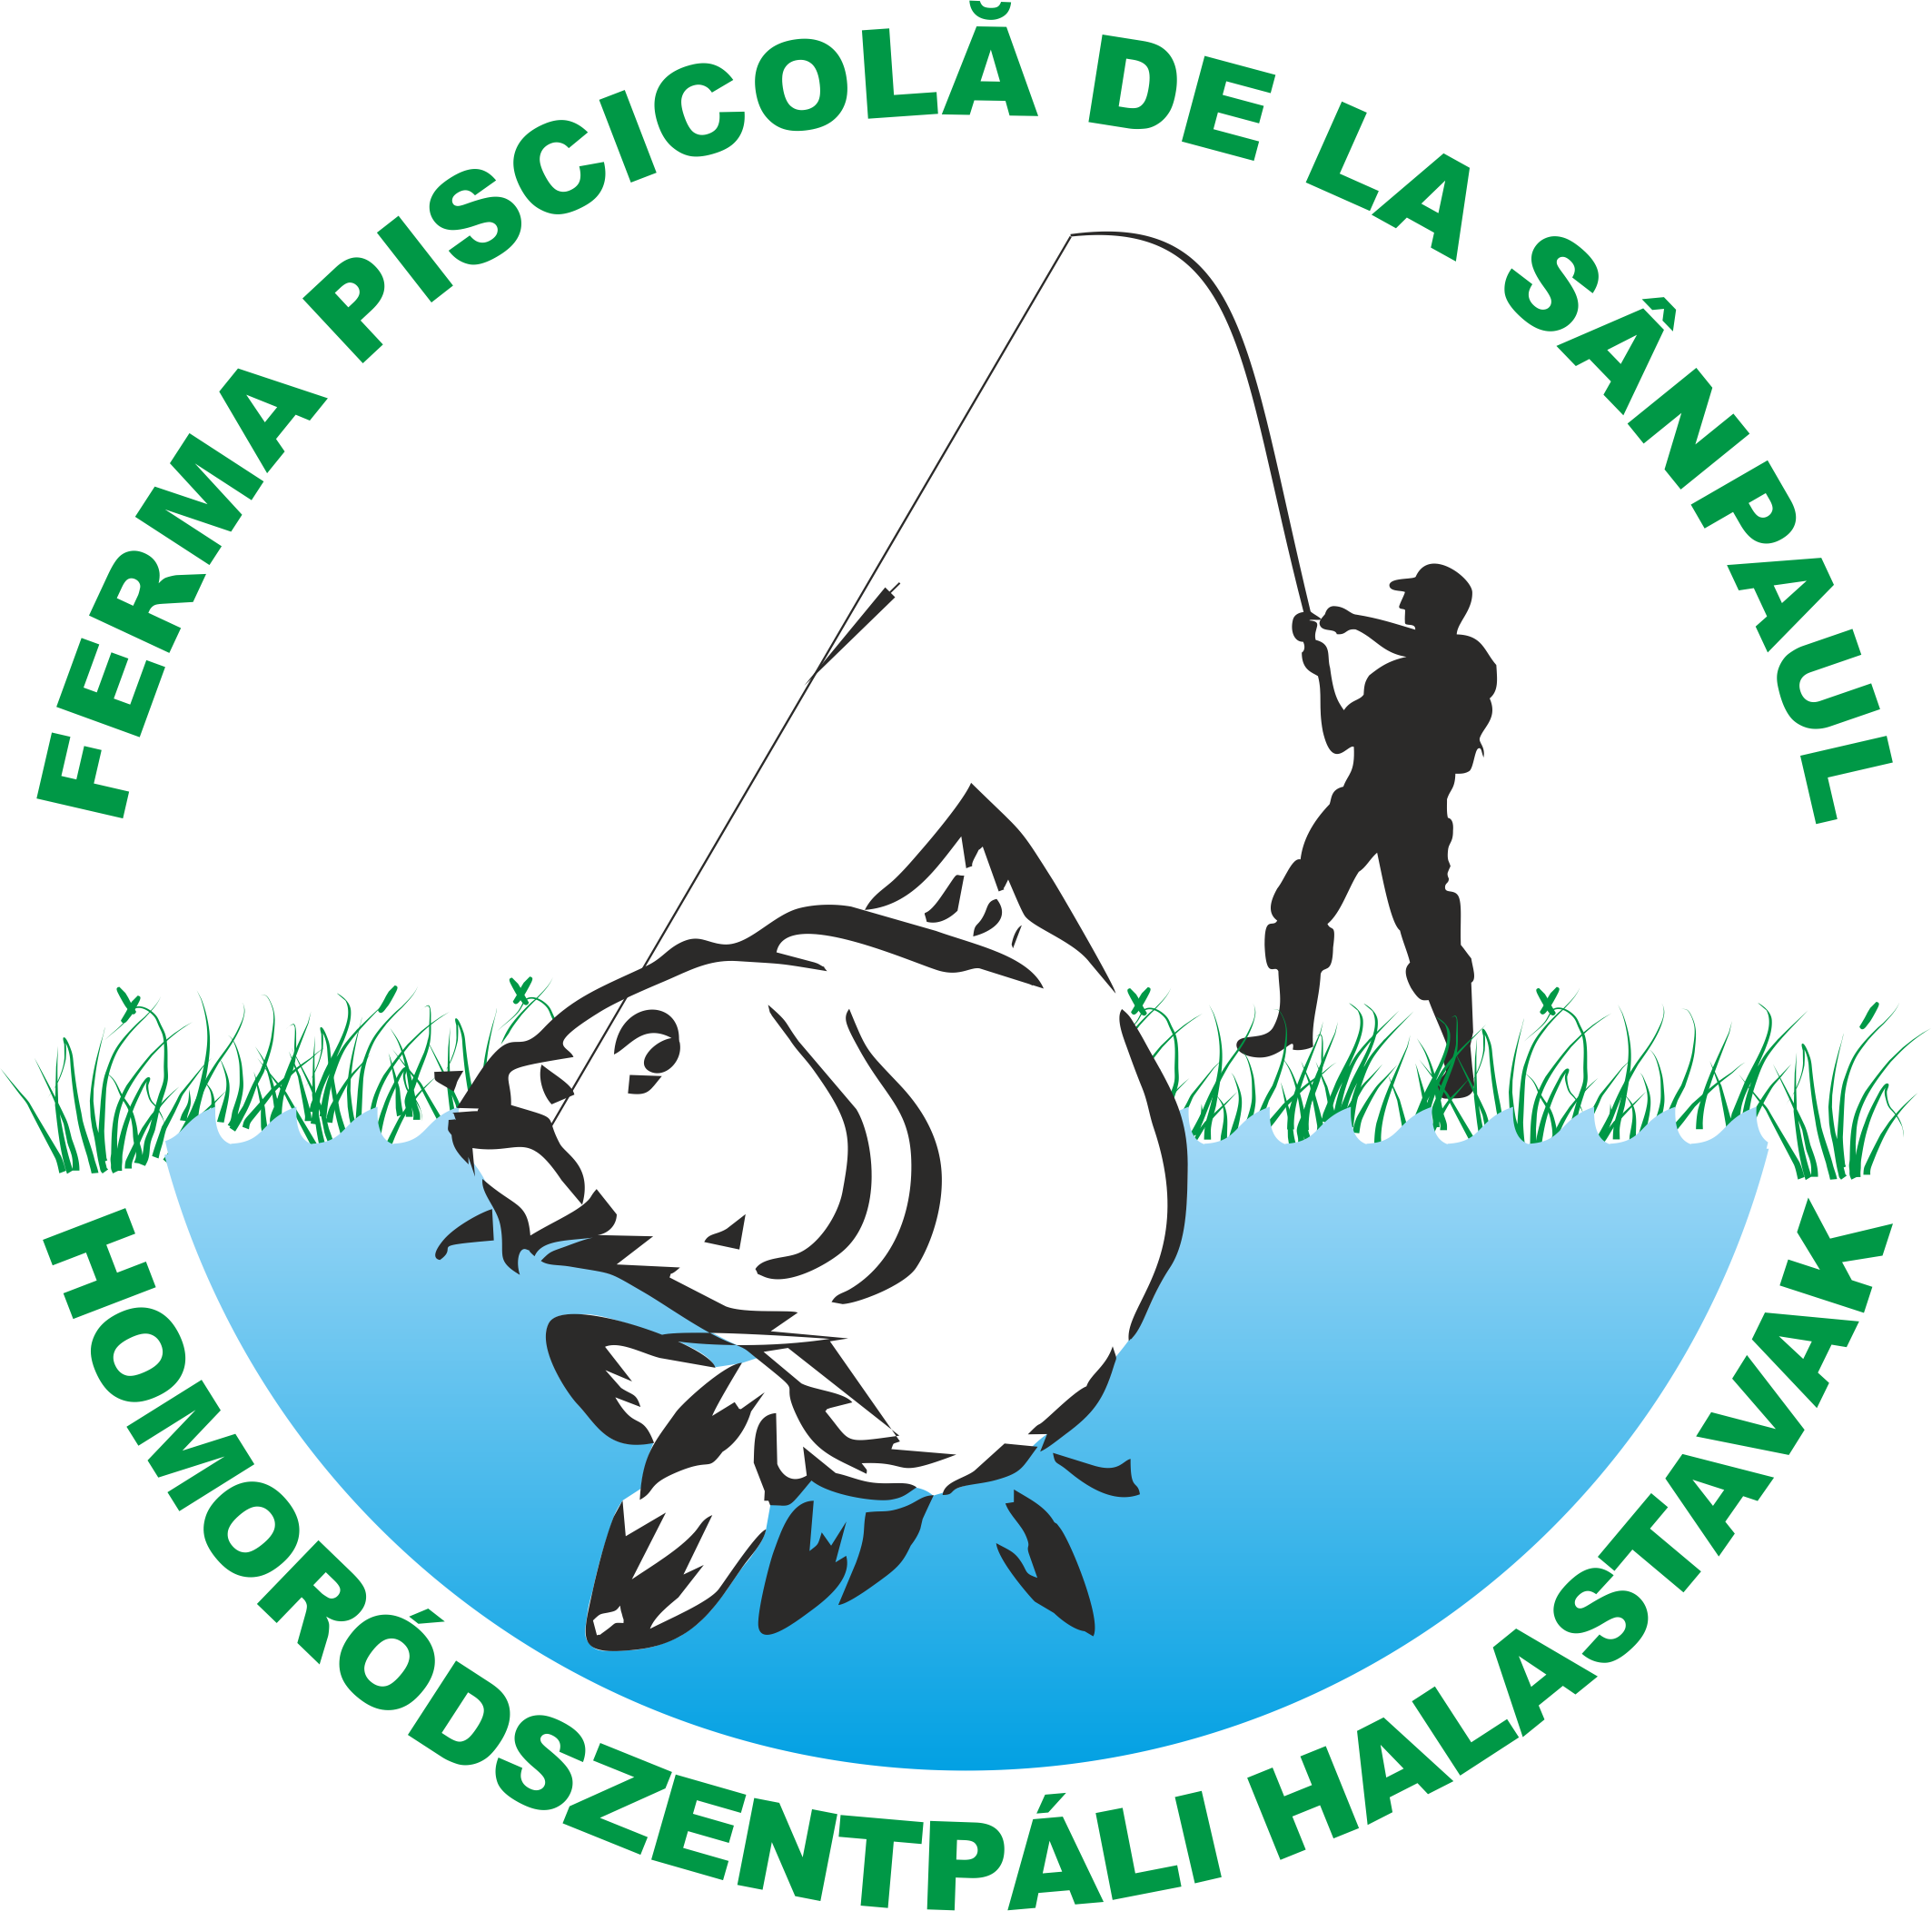 FERMA PISCICOLĂ DE LA SÂNPAUL
HOMORÓDSZENTPÁLI HALASTAVAK